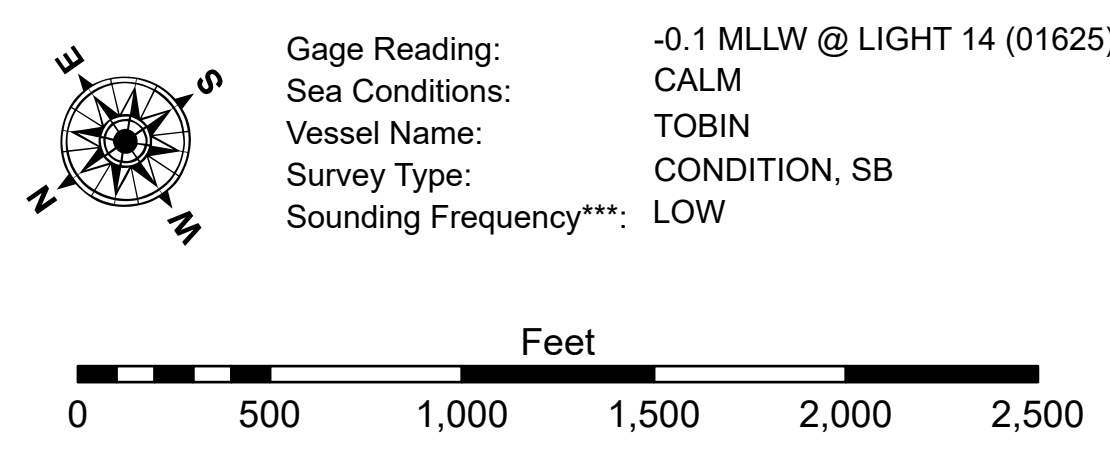 E
S
N
W
Gage Reading: -0.1 MLLW @ LIGHT 14 (01625)
Sea Conditions: CALM
Vessel Name: TOBIN
Survey Type: CONDITION, SB
Sounding Frequency***: LOW
Feet
0 500 1,000 1,500 2,000 2,500